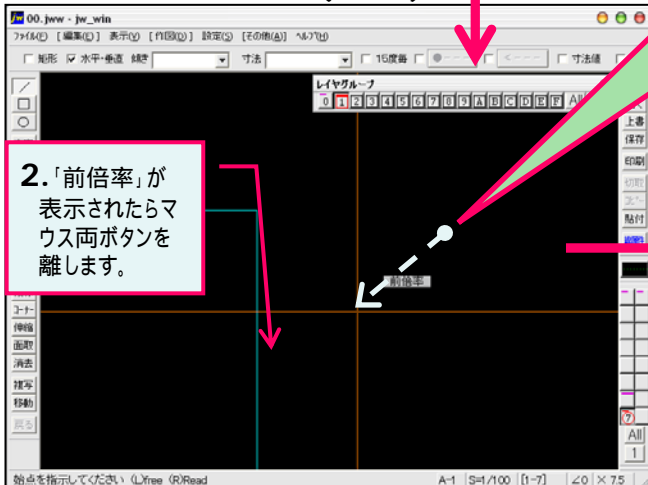 00.jww - jw_win
ファイル(F) [編集(E)] 表示(V) [作図(D)] 設定(S) [その他(A)] ヘルプ(H)
矩形 水平・垂直 傾き 寸法 15度毎 ●--- <--- 寸法値
レイヤグループ
0 1 2 3 4 5 6 7 8 9 A B C D E F All
上書
保存
印刷
切取
コピー
貼付
2.「前倍率」が
表示されたらマ
ウス両ボタンを
離します。
前倍率
コーナー
伸縮
面取
消去
複写
移動
戻る
7
All
1
始点を指示してください (L)free (R)Read A-1 S=1/100 [1-7] ∠0 × 7.5